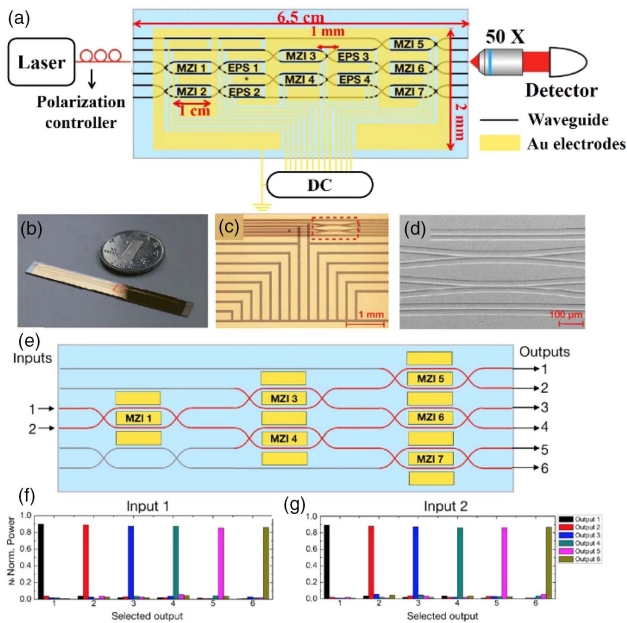 (a)
6.5 cm
1 mm
50 X
Laser
MZI 5
MZI 3
EPS 3
MZI 1
EPS 1
MZI 6
*
MZI 4
EPS 4
MZI 2
EPS 2
MZI 7
1 cm
2 mm
Polarization
controller
Detector
Waveguide
Au electrodes
DC
(b)
(c)
1 mm
(d)
100 μm
(e)
Inputs
Outputs
1
2
MZI 1
MZI 3
MZI 4
MZI 5
MZI 6
MZI 7
1
2
3
4
5
6
(f)
Input 1
Norm. Power
1.0
0.8
0.6
0.4
0.2
0.0
1 2 3 4 5 6
Selected output
(g)
Input 2
1.0
0.8
0.6
0.4
0.2
0.0
1 2 3 4 5 6
Selected output
Output 1
Output 2
Output 3
Output 4
Output 5
Output 6